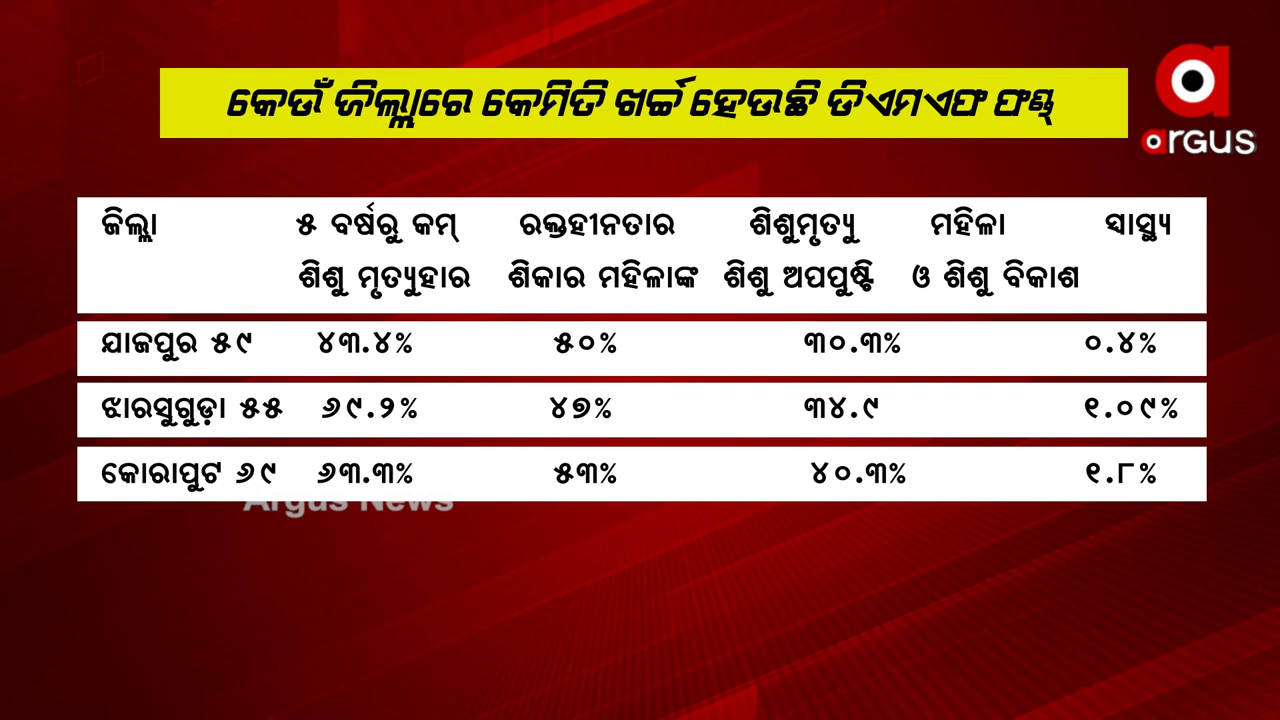 କେଉଁ ଜିଲ୍ଲାରେ କେମିତି ଖର୍ଚ୍ଚ ହେଉଛି ଡିଏମଏଫ ଫଣ୍ଡ
a
argus
ଜିଲ୍ଲା ୫ ବର୍ଷରୁ କମ୍ ରକ୍ତହୀନତାର ଶିଶୁମୃତ୍ୟୁ ମହିଳା ସ୍ୱାସ୍ଥ୍ୟ
ଶିଶୁ ମୃତ୍ୟୁହାର ଶିକାର ମହିଳାଙ୍କ ଶିଶୁ ଅପପୁଷ୍ଟି ଓ ଶିଶୁ ବିକାଶ
ଯାଜପୁର ୫୯ ୪୩.୪% ୫୦% ୩୦.୩% ୦.୪%
ଝାରସୁଗୁଡ଼ା ୫୫ ୬୯.୨% ୪୭% ୩୪.୯ ୧.୦୯%
କୋରାପୁଟ ୬୯ ୬୩.୩% ୫୩% ୪୦.୩% ୧.୮%
Argus News